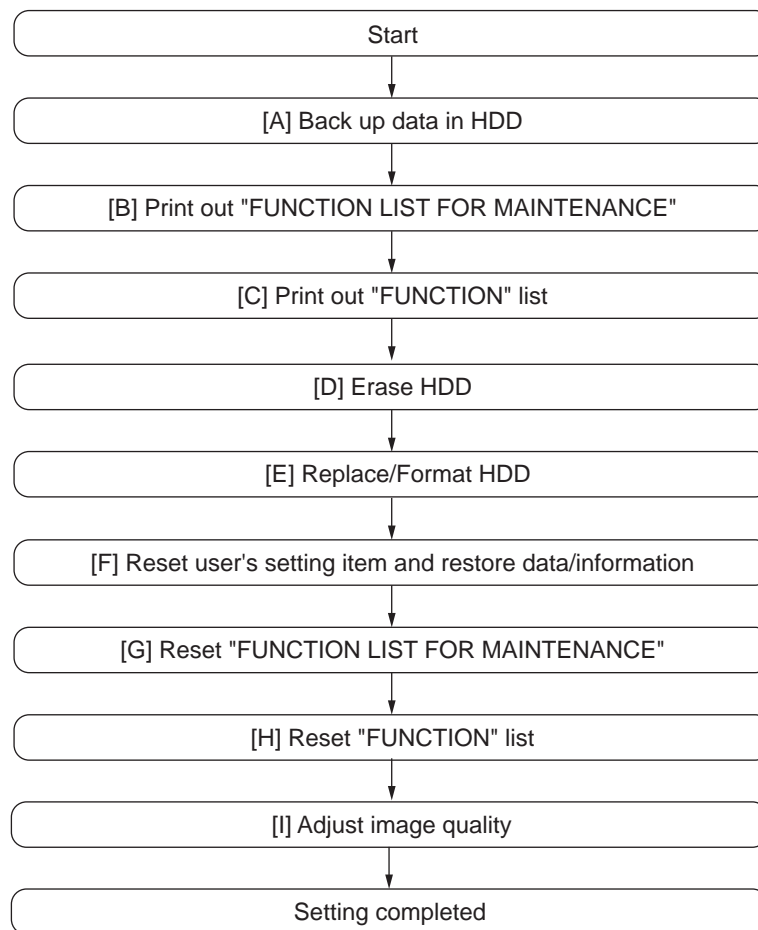 Start
[A] Back up data in HDD
[B] Print out "FUNCTION LIST FOR MAINTENANCE"
[C] Print out "FUNCTION" list
[D] Erase HDD
[E] Replace/Format HDD
[F] Reset user's setting item and restore data/information
[G] Reset "FUNCTION LIST FOR MAINTENANCE"
[H] Reset "FUNCTION" list
[I] Adjust image quality
Setting completed